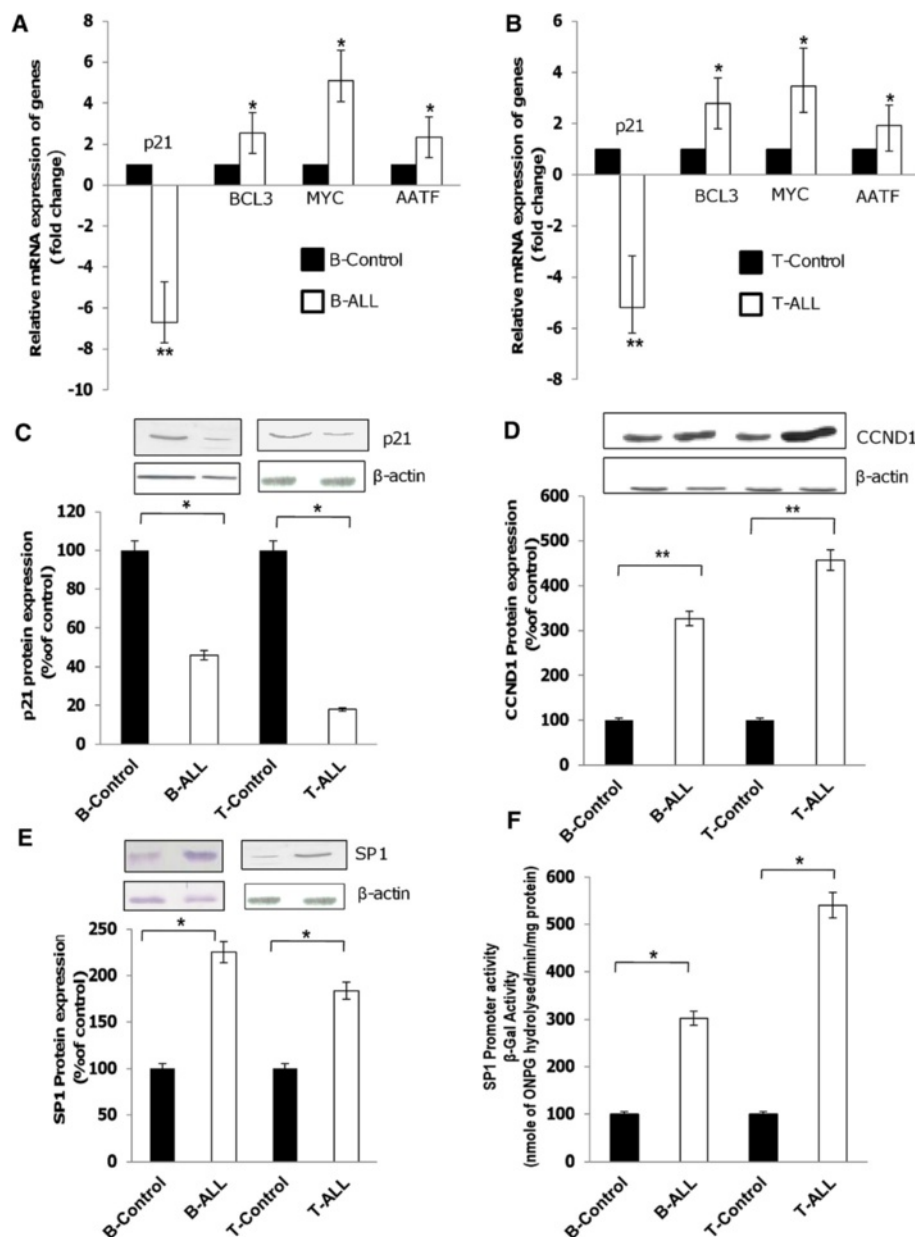 A
Relative mRNA expression of genes
( fold change)
8
6
4
2
0
-2
-4
-6
-8
-10
p21
*
*
*
BCL3 MYC AATF
B-Control
B-ALL
**
B
Relative mRNA expression of genes
( fold change)
6
4
2
0
-2
-4
-6
-8
p21
*
*
*
BCL3 MYC AATF
T-Control
T-ALL
**
C
p21
β-actin
p21 protein expression
(%of control)
120
100
80
60
40
20
0
*
*
B-Control
B-ALL
T-Control
T-ALL
D
CCND1
β-actin
CCND1 Protein expression
(%of control)
600
500
400
300
200
100
0
**
**
B-Control
B-ALL
T-Control
T-ALL
E
SP1
β-actin
SP1 Protein expression
(%of control)
250
200
150
100
50
0
*
*
B-Control
B-ALL
T-Control
T-ALL
F
SP1 Promoter activity
β-Gal Activity
(nmole of ONPG hydrolysed/min/mg protein)
600
500
400
300
200
100
0
*
*
B-Control
B-ALL
T-Control
T-ALL